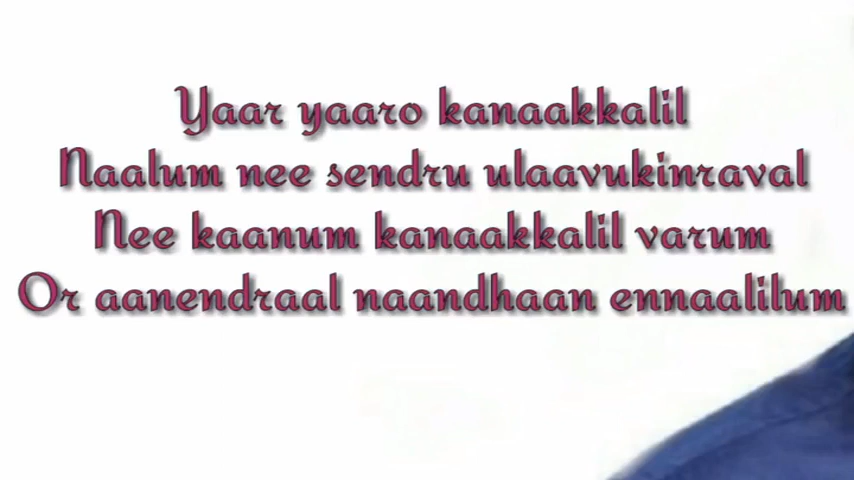 Yaar yaaro kanaakkalil
Naalum nee sendru ulaavukinraval
Nee kaanum kanaakkalil varum
Or aanendraal naandhaan ennaalilum